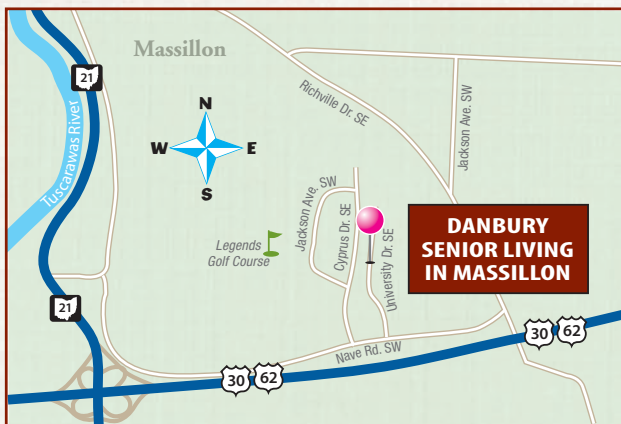 Massillon
21
Tuscarawas River
Richville Dr. SE
Jackson Ave. SW
N
W
E
S
Jackson Ave. SW
Cyprus Dr. SE
University Dr. SE
DANBURY
SENIOR LIVING
IN MASSILLON
Legends
Golf Course
21
Nave Rd. SW
30
62
30
62